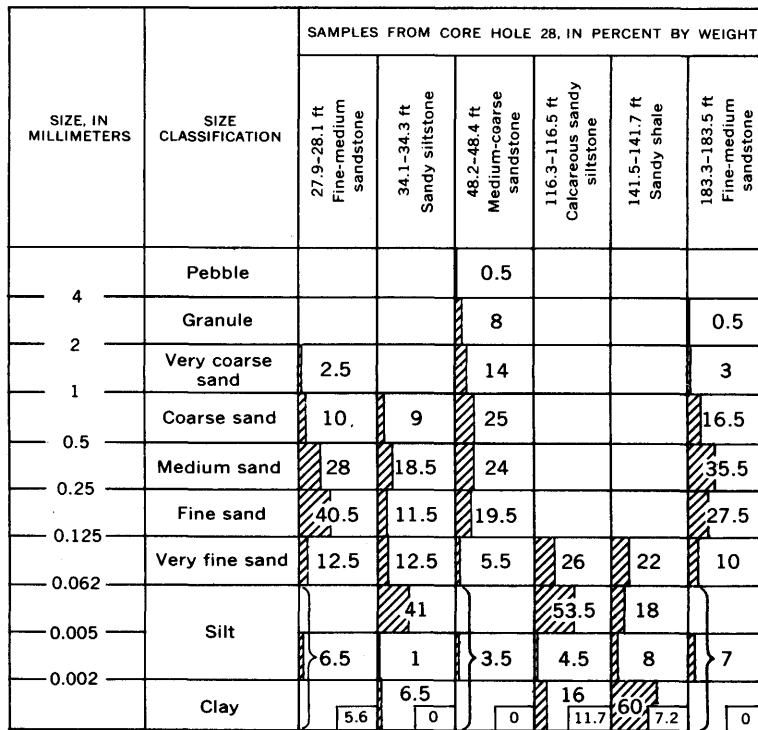 SAMPLES FROM CORE HOLE 28, IN PERCENT BY WEIGHT
SIZE, IN
MILLIMETERS
SIZE
CLASSIFICATION
27.9–28.1 ft
Fine-medium
sandstone
34.1–34.3 ft
Sandy siltstone
48.2–48.4 ft
Medium-coarse
sandstone
116.3–116.5 ft
Calcareous sandy
siltstone
141.5–141.7 ft
Sandy shale
183.3–183.5 ft
Fine-medium
sandstone
Pebble 0.5
4
Granule 8 0.5
2
Very coarse
sand 2.5 14 3
1
Coarse sand 10. 9 25 16.5
0.5
Medium sand 28 18.5 24 35.5
0.25
Fine sand 40.5 11.5 19.5 27.5
0.125
Very fine sand 12.5 12.5 5.5 26 22 10
0.062
41 53.5 18
Silt
0.005
6.5 1 3.5 4.5 8 7
0.002
Clay 6.5 16 60
5.6 0 0 11.7 7.2 0